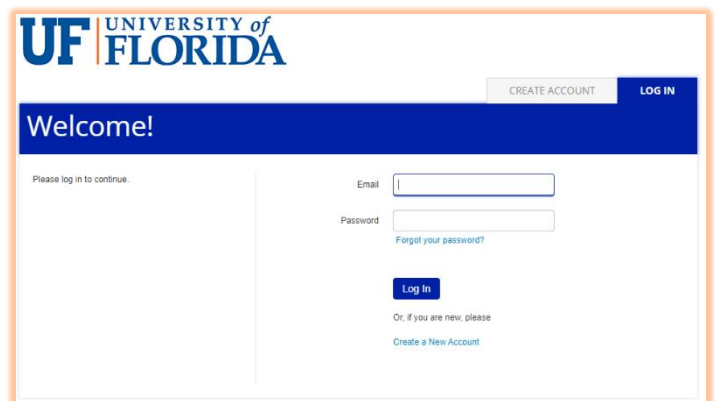 UF UNIVERSITY of
FLORIDA
CREATE ACCOUNT
LOG IN
Welcome!
Please log in to continue.
Email
Password
Forgot your password?
Log In
Or, if you are new, please
Create a New Account